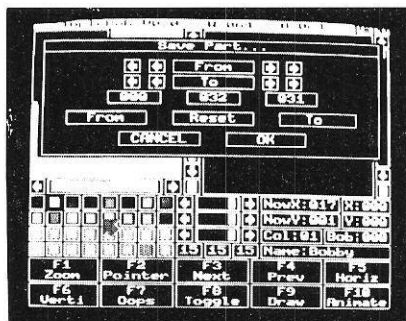 Save Part...
From
To
000 032 031
From Reset To
CANCEL OK
NowX:017 X:000
NowY:001 Y:000
Col:01 Bob:000
15 15 15 Name:Bobby
F1 F2 F3 F4 F5
Zoom Pointer Next Prev Horiz
F6 F7 F8 F9 F10
Verti Oops Toggle Draw Animate